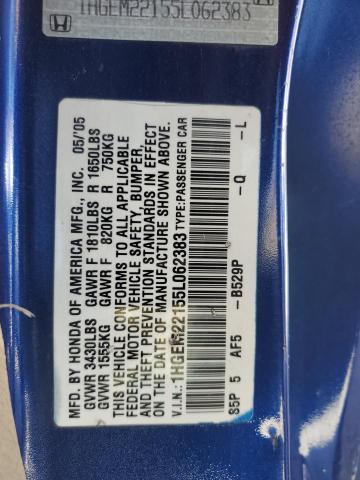 1HGEM22155L062383
MFD. BY HONDA OF AMERICA MFG., INC. 05/'05
GVWR 3430LBS GAWR F 1810LBS R 1650LBS
GVWR 1555KG GAWR F 820KG R 750KG
THIS VEHICLE CONFORMS TO ALL APPLICABLE
FEDERAL MOTOR VEHICLE SAFETY, BUMPER,
AND THEFT PREVENTION STANDARDS IN EFFECT
ON THE DATE OF MANUFACTURE SHOWN ABOVE.
V.I.N.: 1HGEM22155L062383 TYPE:PASSENGER CAR
S5P 5 AF5 -B529P -Q -L